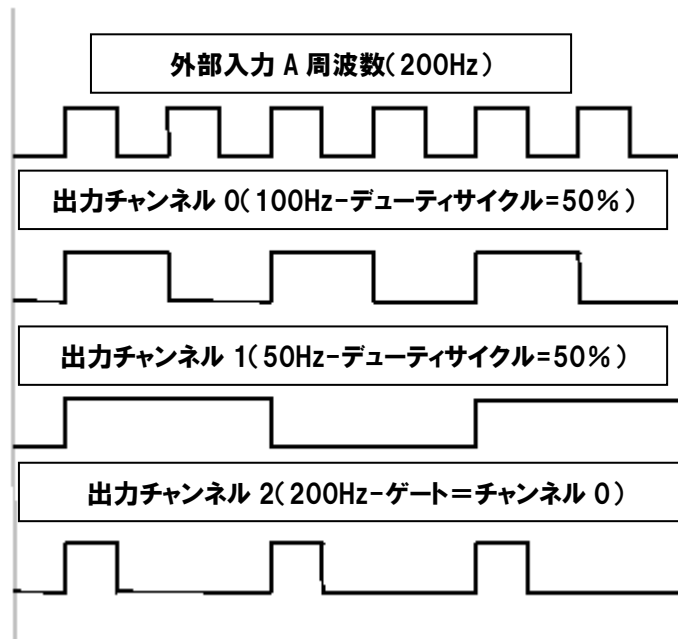 外部入力 A 周波数(200Hz)
出力チャンネル 0(100Hz-デューティサイクル=50%)
出力チャンネル 1(50Hz-デューティサイクル=50%)
出力チャンネル 2(200Hz-ゲート=チャンネル 0)